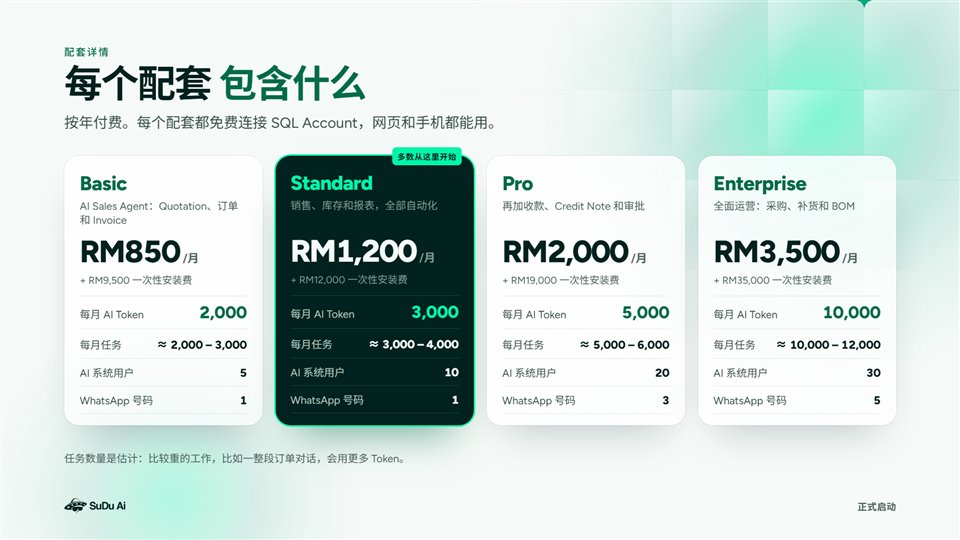 配套详情
每个配套 包含什么
按年付费。每个配套都免费连接 SQL Account，网页和手机都能用。
Basic
AI Sales Agent：Quotation、订单
和 Invoice
RM850/月
+ RM9,500 一次性安装费
每月 AI Token 2,000
每月任务 ≈ 2,000 – 3,000
AI 系统用户 5
WhatsApp 号码 1
多数从这里开始
Standard
销售、库存和报表，全部自动化
RM1,200/月
+ RM12,000 一次性安装费
每月 AI Token 3,000
每月任务 ≈ 3,000 – 4,000
AI 系统用户 10
WhatsApp 号码 1
Pro
再加收款、Credit Note 和审批
RM2,000/月
+ RM19,000 一次性安装费
每月 AI Token 5,000
每月任务 ≈ 5,000 – 6,000
AI 系统用户 20
WhatsApp 号码 3
Enterprise
全面运营：采购、补货和 BOM
RM3,500/月
+ RM35,000 一次性安装费
每月 AI Token 10,000
每月任务 ≈ 10,000 – 12,000
AI 系统用户 30
WhatsApp 号码 5
任务数量是估计：比较重的工作，比如一整段订单对话，会用更多 Token。
SuDu Ai
正式启动